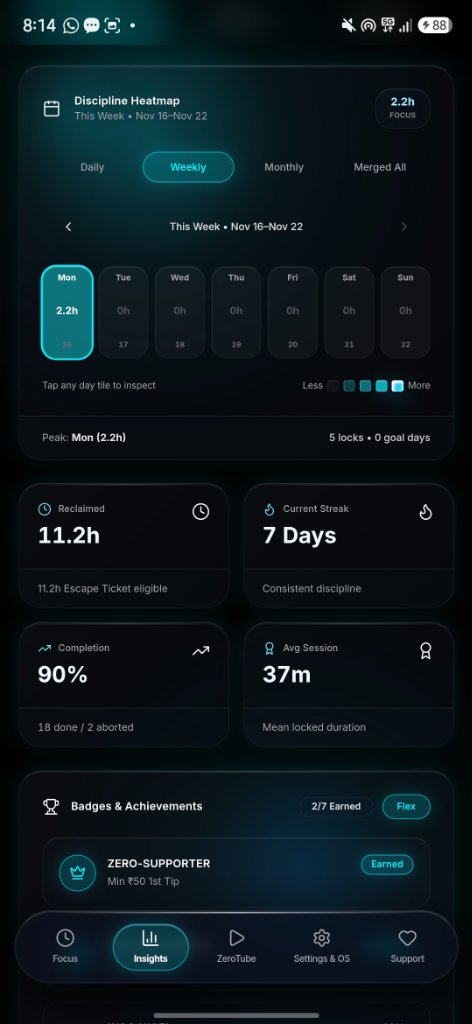 8:14
5G
88
Discipline Heatmap
This Week • Nov 16–Nov 22
2.2h
FOCUS
Daily Weekly Monthly Merged All
This Week • Nov 16–Nov 22
Mon Tue Wed Thu Fri Sat Sun
2.2h 0h 0h 0h 0h 0h 0h
16 17 18 19 20 21 22
Tap any day tile to inspect
Less More
Peak: Mon (2.2h)
5 locks • 0 goal days
Reclaimed
11.2h
11.2h Escape Ticket eligible
Current Streak
7 Days
Consistent discipline
Completion
90%
18 done / 2 aborted
Avg Session
37m
Mean locked duration
Badges & Achievements
2/7 Earned
Flex
ZERO-SUPPORTER
Min ₹50 1st Tip
Earned
Focus Insights ZeroTube Settings & OS Support